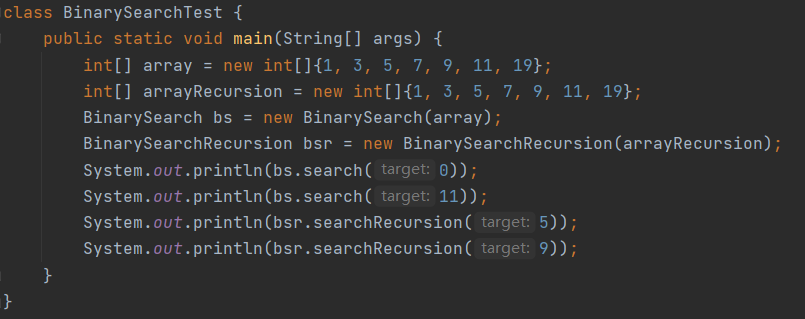 class BinarySearchTest {
    public static void main(String[] args) {
        int[] array = new int[]{1, 3, 5, 7, 9, 11, 19};
        int[] arrayRecursion = new int[]{1, 3, 5, 7, 9, 11, 19};
        BinarySearch bs = new BinarySearch(array);
        BinarySearchRecursion bsr = new BinarySearchRecursion(arrayRecursion);
        System.out.println(bs.search( target: 0));
        System.out.println(bs.search( target: 11));
        System.out.println(bsr.searchRecursion( target: 5));
        System.out.println(bsr.searchRecursion( target: 9));
    }
}